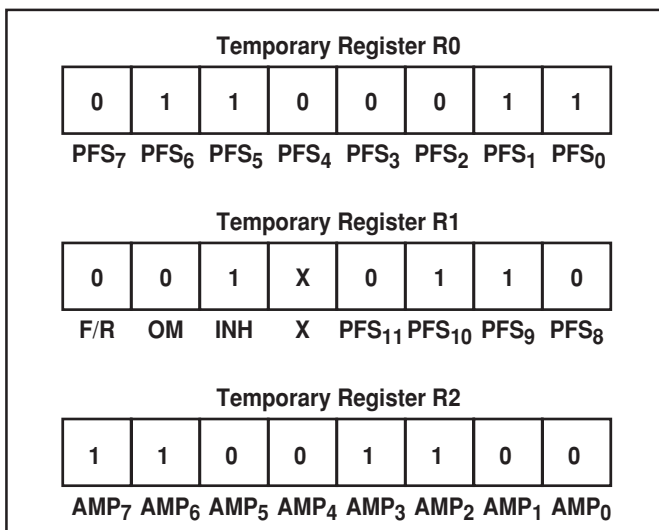 Temporary Register R0
0 1 1 0 0 0 1 1
PFS7 PFS6 PFS5 PFS4 PFS3 PFS2 PFS1 PFS0
Temporary Register R1
0 0 1 X 0 1 1 0
F/R OM INH X PFS11 PFS10 PFS9 PFS8
Temporary Register R2
1 1 0 0 1 1 0 0
AMP7 AMP6 AMP5 AMP4 AMP3 AMP2 AMP1 AMP0